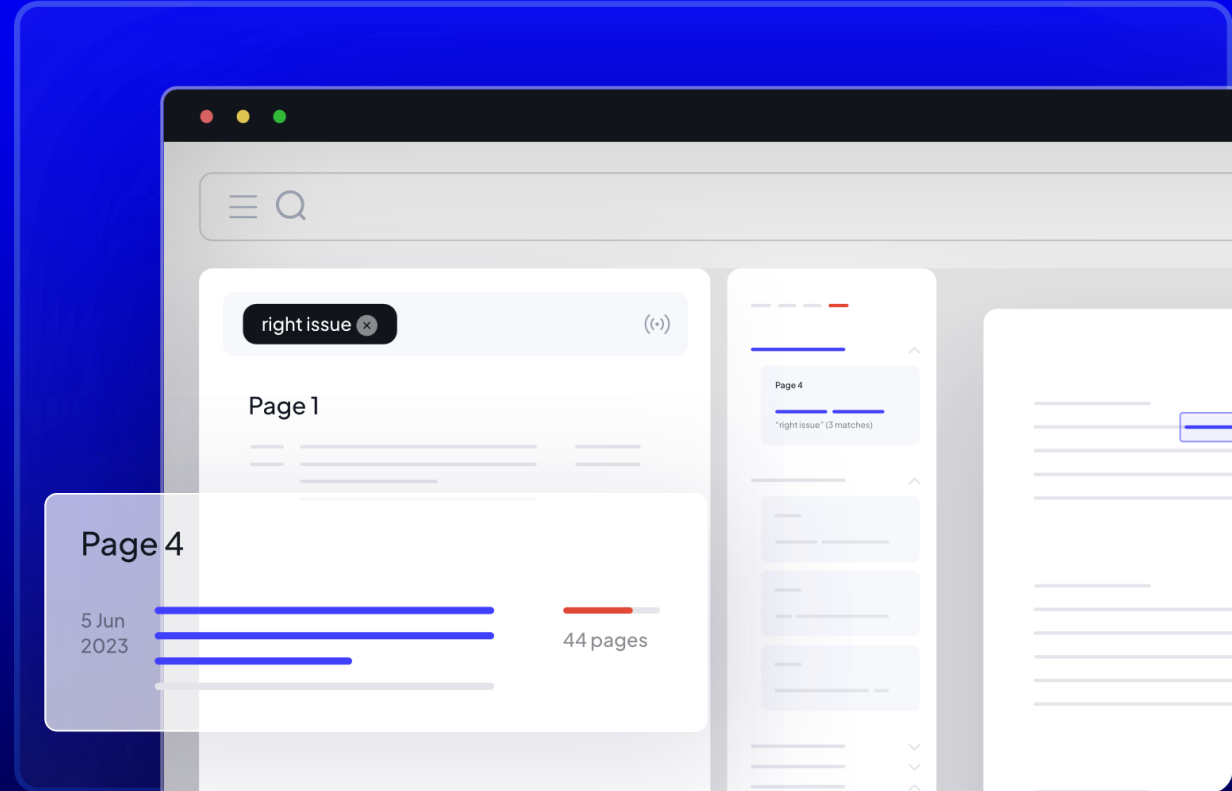 right issue
Page 1
Page 4
5 Jun
2023
44 pages
Page 4
"right issue" (3 matches)